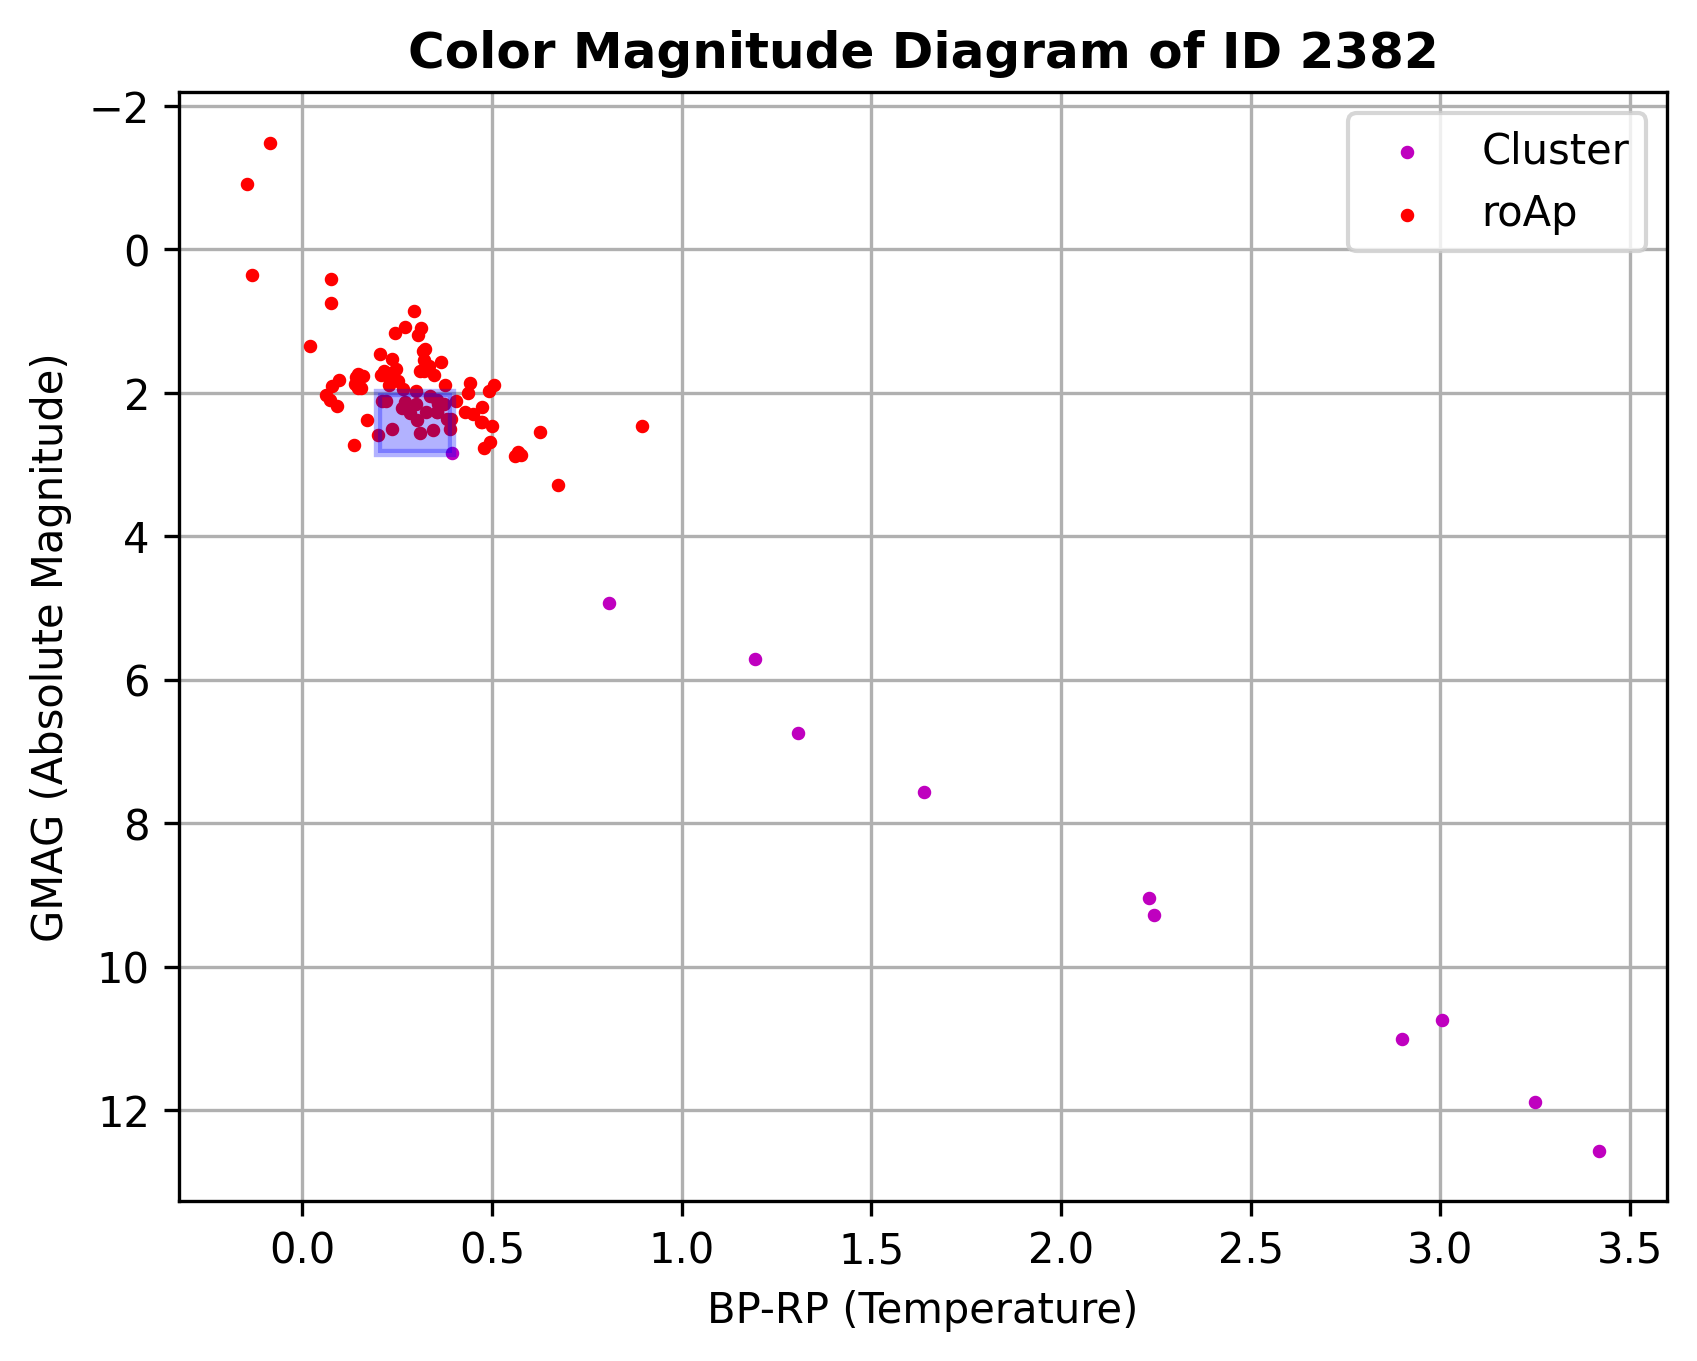 Color Magnitude Diagram of ID 2382
Cluster
roAp
GMAG (Absolute Magnitude)
−2
0
2
4
6
8
10
12
0.0 0.5 1.0 1.5 2.0 2.5 3.0 3.5
BP-RP (Temperature)